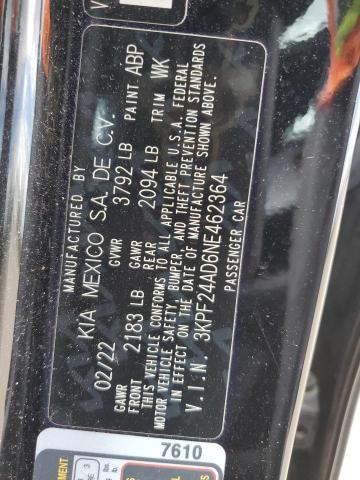 MANUFACTURED BY
KIA MEXICO S.A. DE C.V.
02/22 GVWR 3792 LB PAINT ABP
GAWR FRONT 2183 LB GAWR REAR 2094 LB TRIM WK
THIS VEHICLE CONFORMS TO ALL APPLICABLE U.S.A. FEDERAL
MOTOR VEHICLE SAFETY, BUMPER, AND THEFT PREVENTION STANDARDS
IN EFFECT ON THE DATE OF MANUFACTURE SHOWN ABOVE.
V.I.N. 3KPF24AD6NE462364
PASSENGER CAR
7610